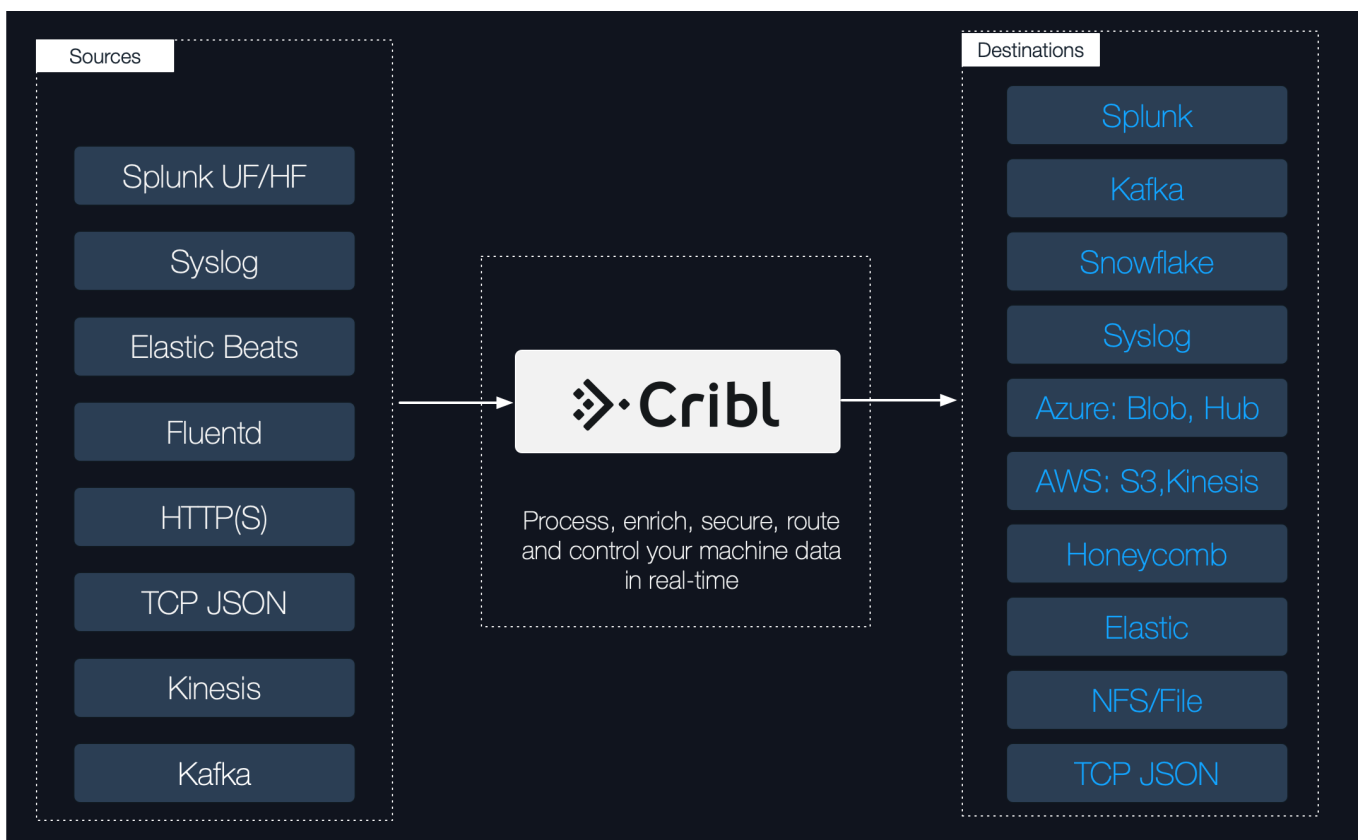 Sources
Splunk UF/HF
Syslog
Elastic Beats
Fluentd
HTTP(S)
TCP JSON
Kinesis
Kafka
Cribl
Process, enrich, secure, route
and control your machine data
in real-time
Destinations
Splunk
Kafka
Snowflake
Syslog
Azure: Blob, Hub
AWS: S3,Kinesis
Honeycomb
Elastic
NFS/File
TCP JSON